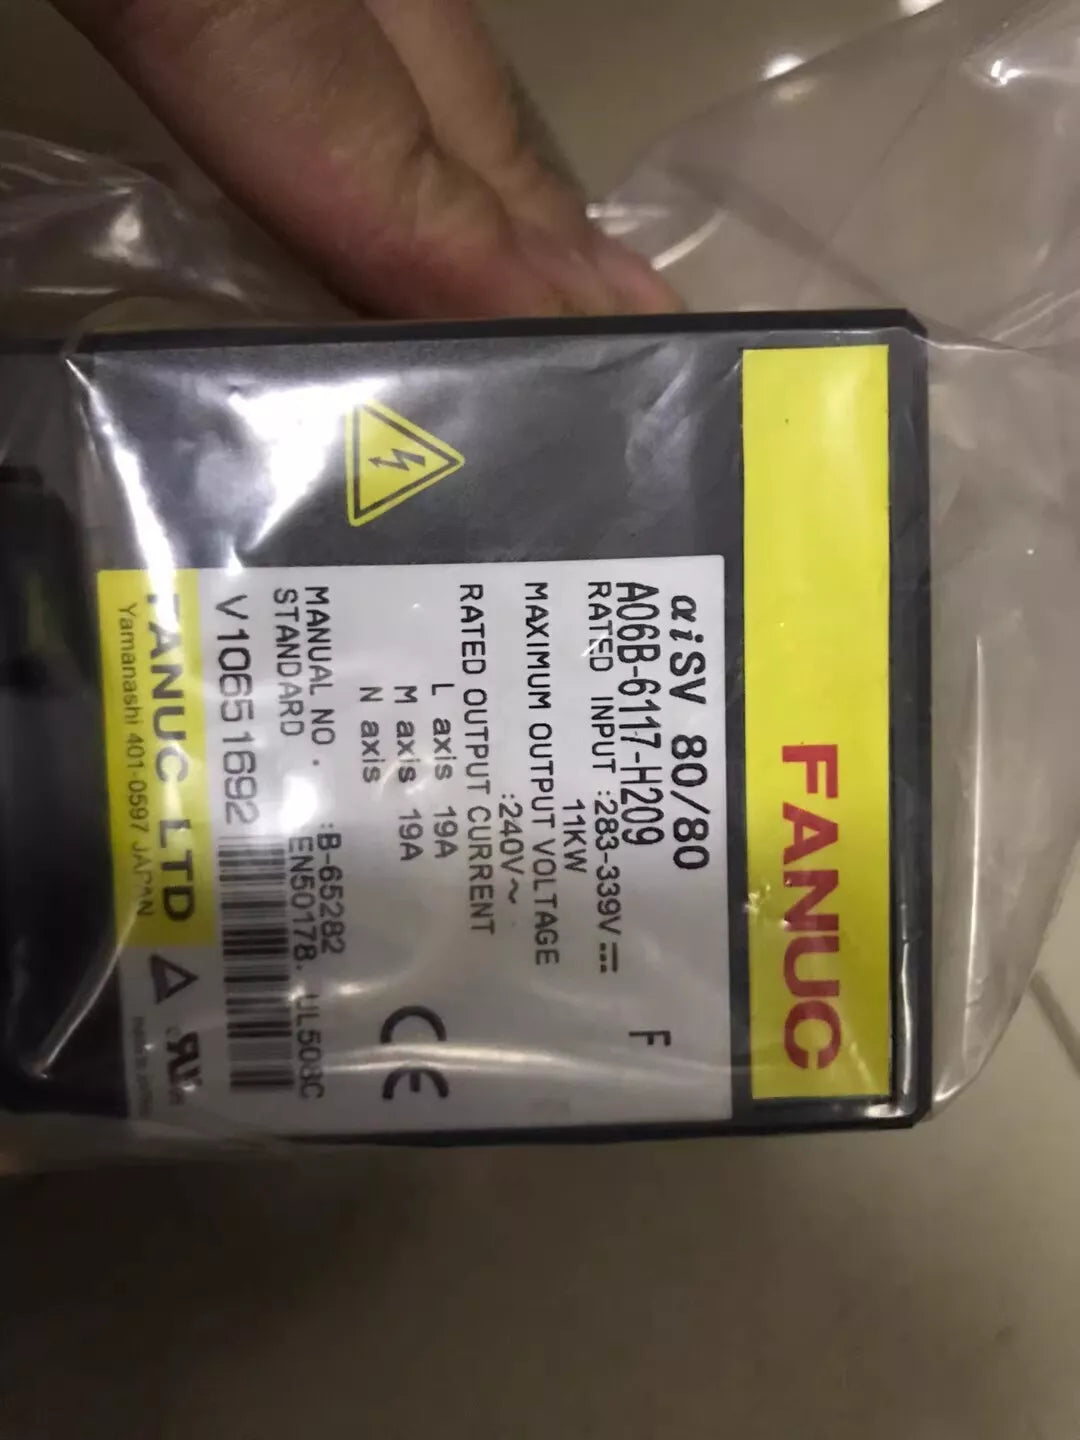 FANUC
αiSV 80/80
A06B-6117-H209 F
RATED INPUT :283-339V⎓
11KW
MAXIMUM OUTPUT VOLTAGE
:240V~
RATED OUTPUT CURRENT
L axis 19A
M axis 19A
N axis
MANUAL NO. :B-65282
STANDARD :EN50178. UL508C
CE
V10651692
FANUC LTD
Yamanashi 401-0597 JAPAN